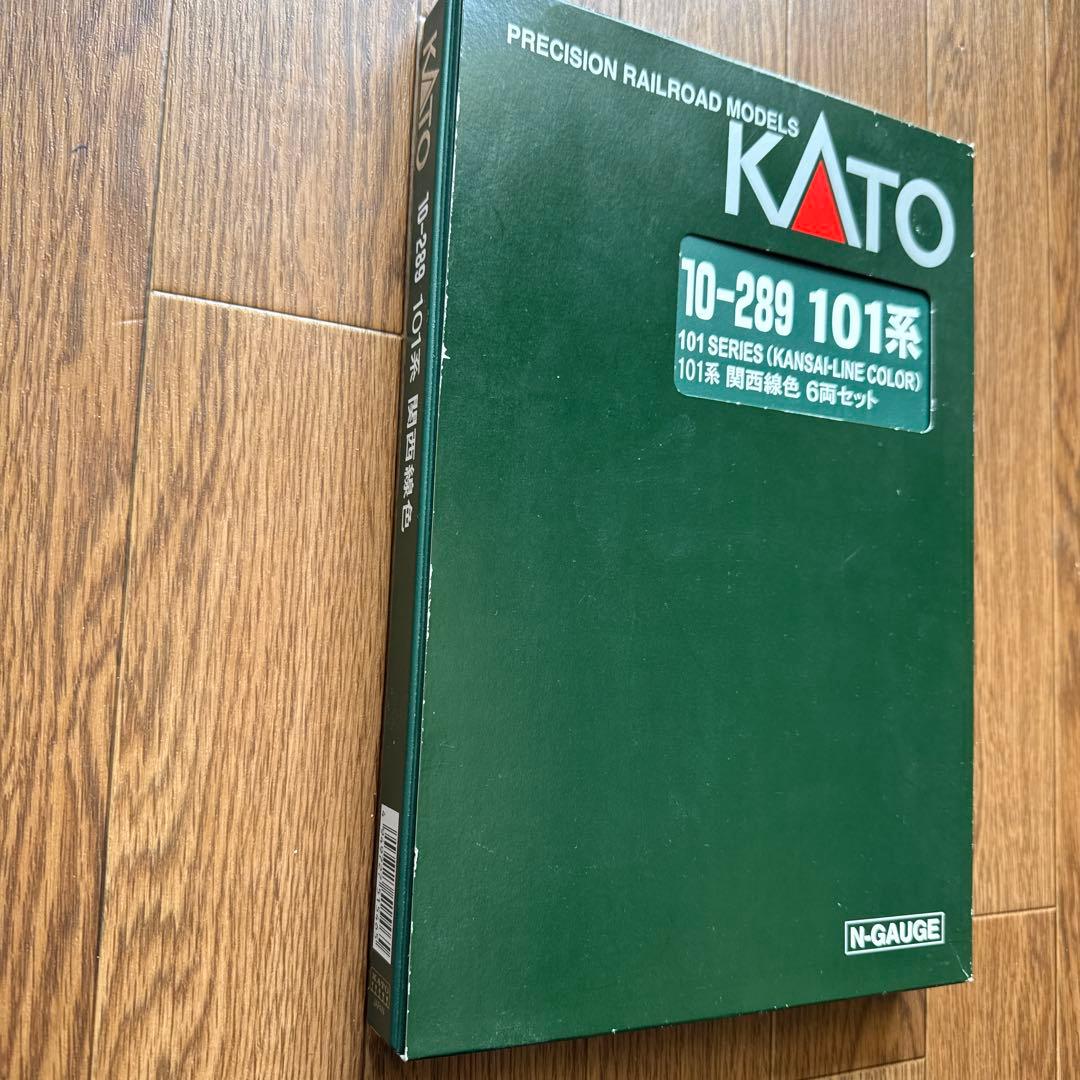 PRECISION RAILROAD MODELS
KATO
10-289 101系
101 SERIES (KANSAI-LINE COLOR)
101系 関西線色 6両セット
N-GAUGE
KATO 10-289 101系 関西線色